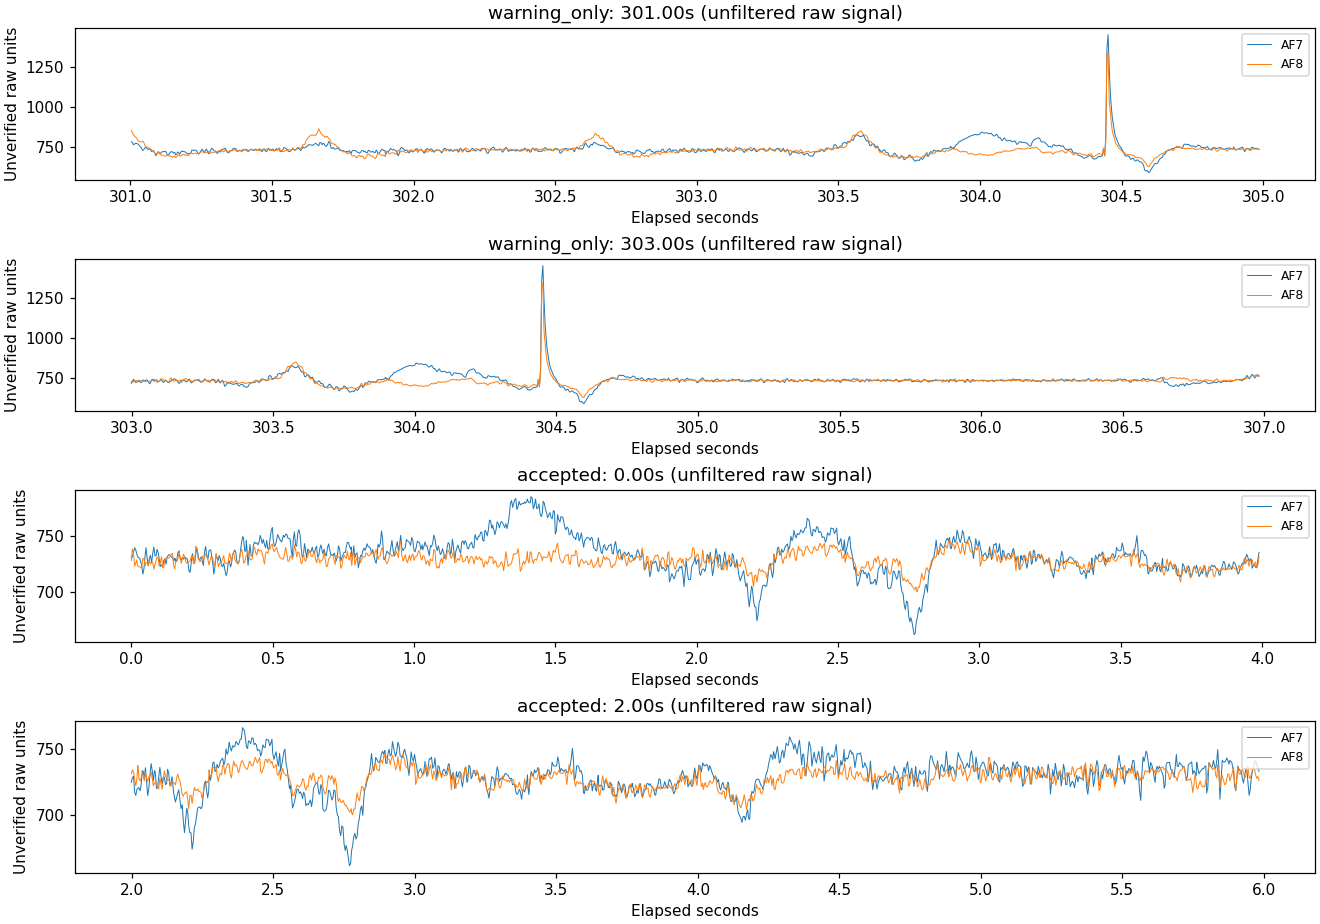 warning_only: 301.00s (unfiltered raw signal)
Unverified raw units
1250
1000
750
AF7
AF8
301.0 301.5 302.0 302.5 303.0 303.5 304.0 304.5 305.0
Elapsed seconds
warning_only: 303.00s (unfiltered raw signal)
Unverified raw units
1250
1000
750
AF7
AF8
303.0 303.5 304.0 304.5 305.0 305.5 306.0 306.5 307.0
Elapsed seconds
accepted: 0.00s (unfiltered raw signal)
Unverified raw units
750
700
AF7
AF8
0.0 0.5 1.0 1.5 2.0 2.5 3.0 3.5 4.0
Elapsed seconds
accepted: 2.00s (unfiltered raw signal)
Unverified raw units
750
700
AF7
AF8
2.0 2.5 3.0 3.5 4.0 4.5 5.0 5.5 6.0
Elapsed seconds